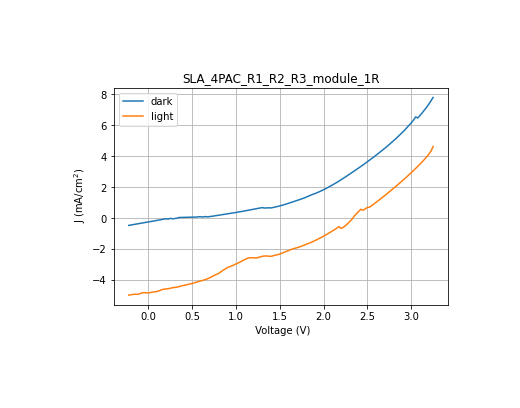 SLA_4PAC_R1_R2_R3_module_1R
dark
light
8
6
4
2
0
−2
−4
J (mA/cm²)
0.0 0.5 1.0 1.5 2.0 2.5 3.0
Voltage (V)